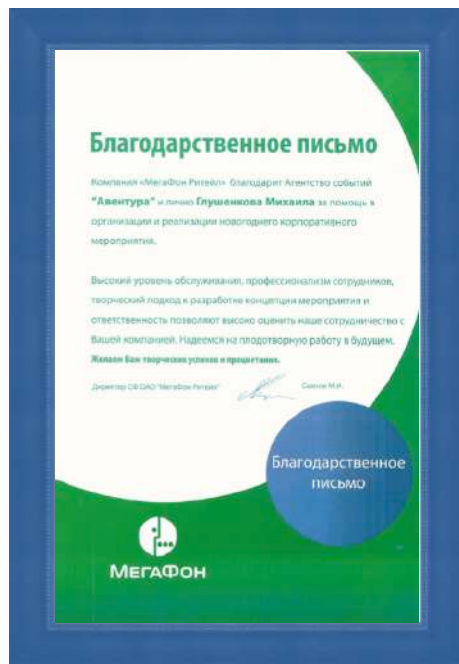 Благодарственное письмо
Компания «МегаФон Ритейл» благодарит Агентство событий
"Авентура" и лично Глушенкова Михаила за помощь в
организации и реализации новогоднего корпоративного
мероприятия.
Высокий уровень обслуживания, профессионализм сотрудников,
творческий подход к разработке концепции мероприятия и
ответственность позволяют высоко оценить наше сотрудничество с
Вашей компанией. Надеемся на плодотворную работу в будущем.
Желаем Вам творческих успехов и процветания.
Директор СФ ОАО "МегаФон Ритейл" М.И.
Благодарственное
письмо
МЕГАФОН